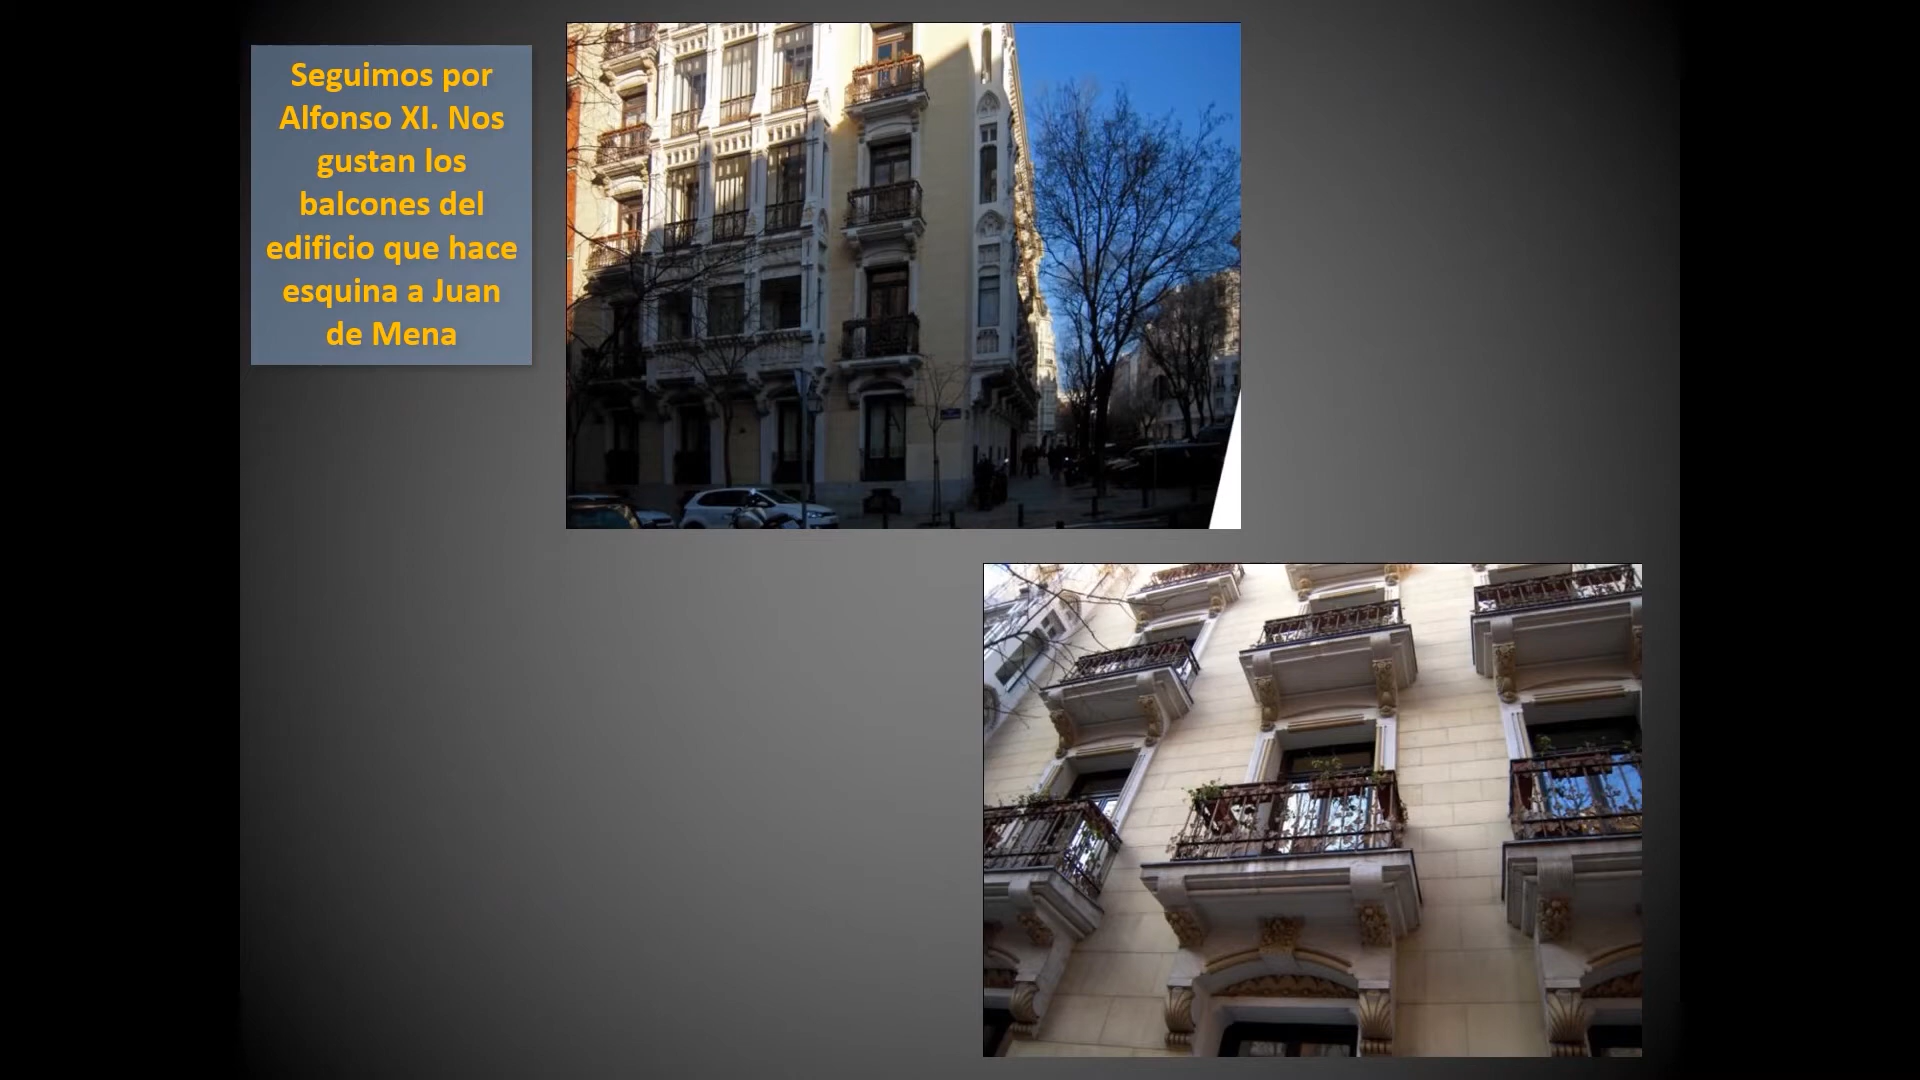 Seguimos por
Alfonso XI. Nos
gustan los
balcones del
edificio que hace
esquina a Juan
de Mena